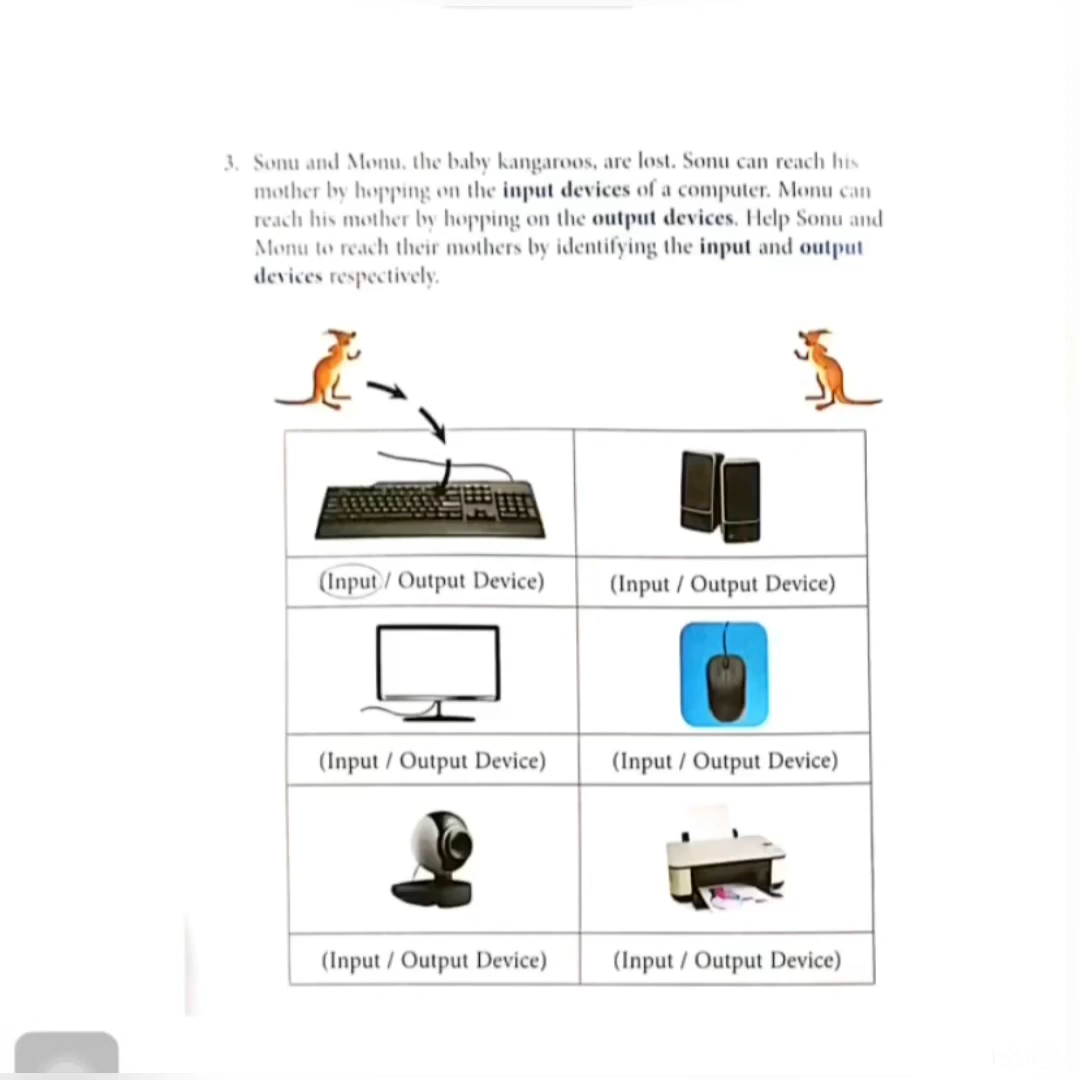 3. Sonu and Monu, the baby kangaroos, are lost. Sonu can reach his
mother by hopping on the input devices of a computer. Monu can
reach his mother by hopping on the output devices. Help Sonu and
Monu to reach their mothers by identifying the input and output
devices respectively.
(Input / Output Device) (Input / Output Device)
(Input / Output Device) (Input / Output Device)
(Input / Output Device) (Input / Output Device)